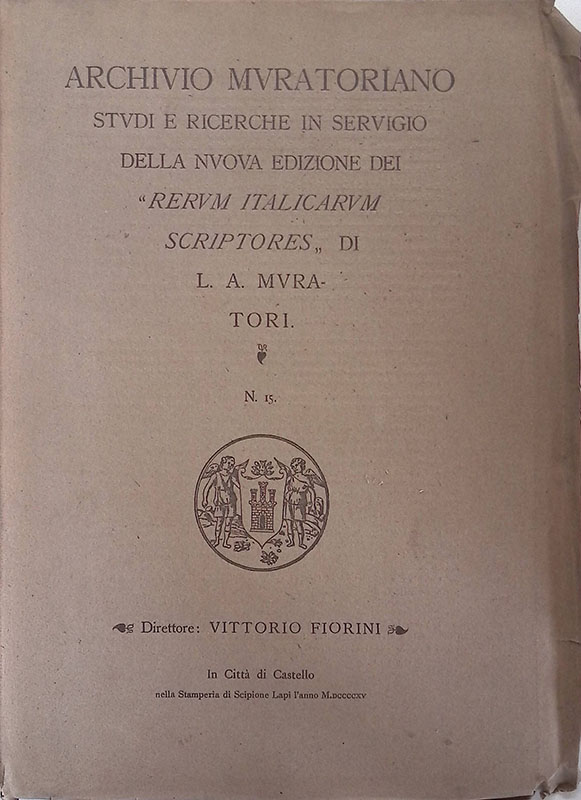 ARCHIVIO MVRATORIANO
STVDI E RICERCHE IN SERVIGIO
DELLA NVOVA EDIZIONE DEI
“RERVM ITALICARVM
SCRIPTORES„ DI
L. A. MVRA-
TORI.
N. 15.
Direttore: VITTORIO FIORINI
In Città di Castello
nella Stamperia di Scipione Lapi l'anno M.DCCCCXV